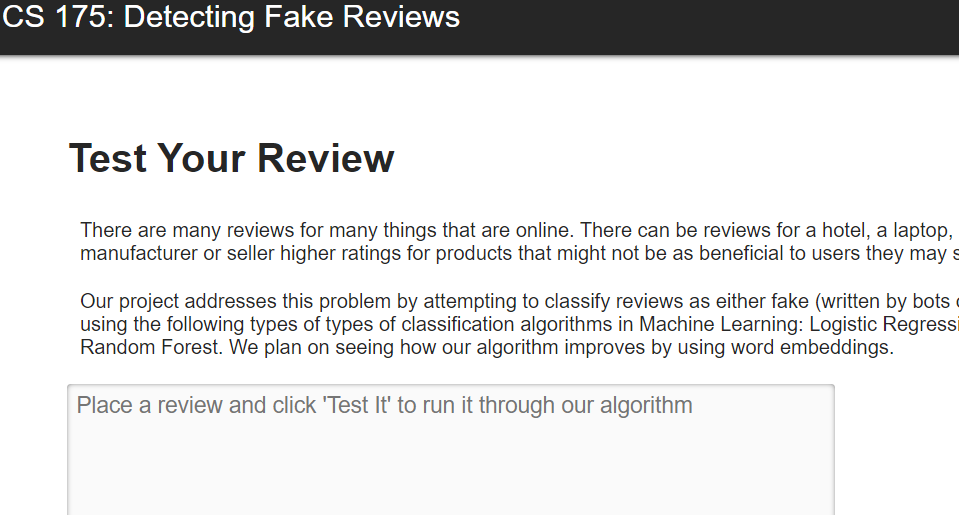 CS 175: Detecting Fake Reviews
Test Your Review
There are many reviews for many things that are online. There can be reviews for a hotel, a laptop,
manufacturer or seller higher ratings for products that might not be as beneficial to users they may
Our project addresses this problem by attempting to classify reviews as either fake (written by bots
using the following types of types of classification algorithms in Machine Learning: Logistic
Random Forest. We plan on seeing how our algorithm improves by using word embeddings.
Place a review and click 'Test It' to run it through our algorithm